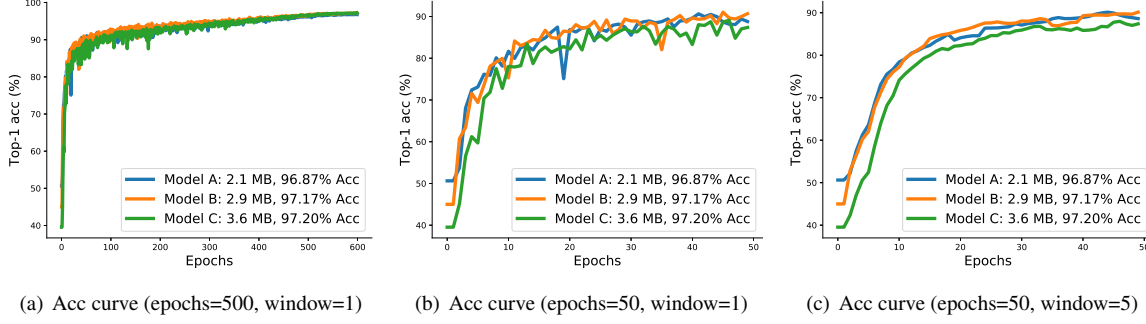 100
90
80
70
60
50
40
Top-1 acc (%)
0 100 200 300 400 500 600
Epochs
Model A: 2.1 MB, 96.87% Acc
Model B: 2.9 MB, 97.17% Acc
Model C: 3.6 MB, 97.20% Acc
(a) Acc curve (epochs=500, window=1)
90
80
70
60
50
40
Top-1 acc (%)
0 10 20 30 40 50
Epochs
Model A: 2.1 MB, 96.87% Acc
Model B: 2.9 MB, 97.17% Acc
Model C: 3.6 MB, 97.20% Acc
(b) Acc curve (epochs=50, window=1)
90
80
70
60
50
40
Top-1 acc (%)
0 10 20 30 40 50
Epochs
Model A: 2.1 MB, 96.87% Acc
Model B: 2.9 MB, 97.17% Acc
Model C: 3.6 MB, 97.20% Acc
(c) Acc curve (epochs=50, window=5)